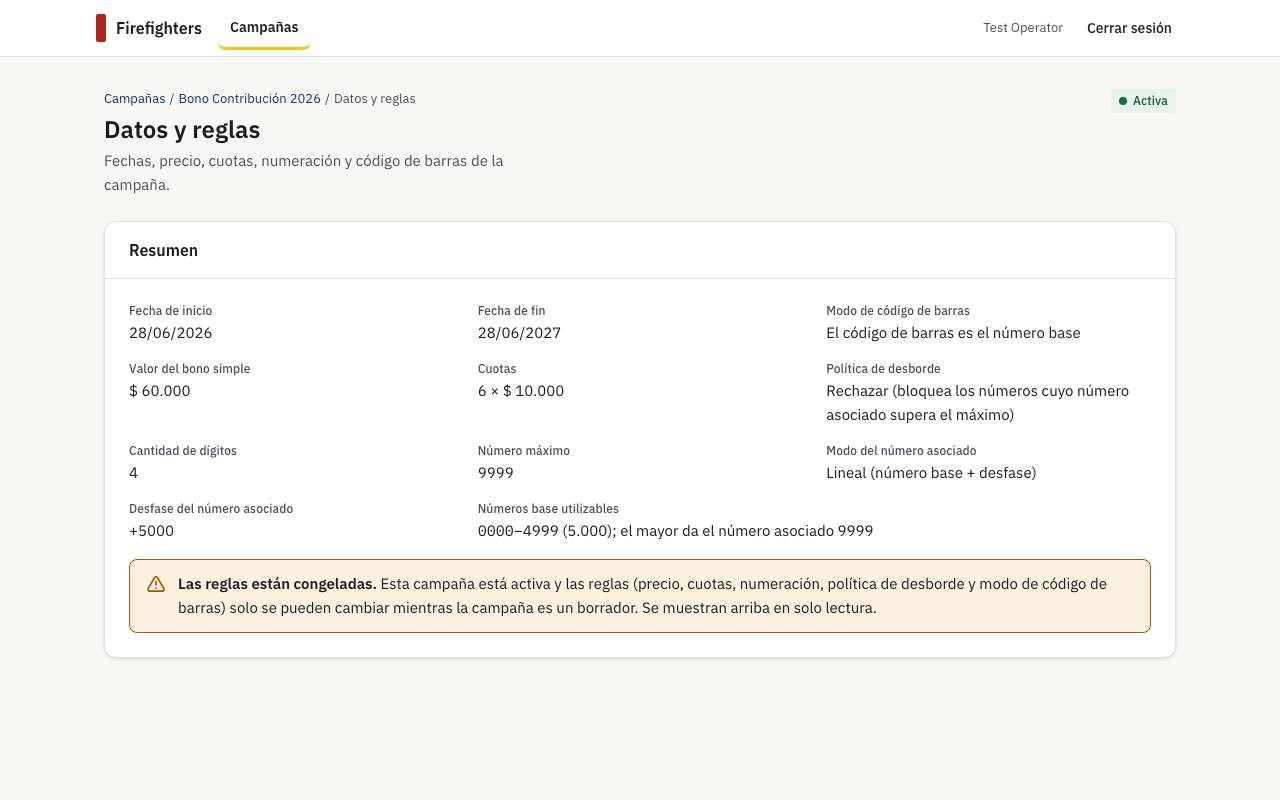 Firefighters
Campañas
Test Operator
Cerrar sesión
Campañas / Bono Contribución 2026 / Datos y reglas
Activa
Datos y reglas
Fechas, precio, cuotas, numeración y código de barras de la
campaña.
Resumen
Fecha de inicio
28/06/2026
Fecha de fin
28/06/2027
Modo de código de barras
El código de barras es el número base
Valor del bono simple
$ 60.000
Cuotas
6 × $ 10.000
Política de desborde
Rechazar (bloquea los números cuyo número
asociado supera el máximo)
Cantidad de dígitos
4
Número máximo
9999
Modo del número asociado
Lineal (número base + desfase)
Desfase del número asociado
+5000
Números base utilizables
0000–4999 (5.000); el mayor da el número asociado 9999
Las reglas están congeladas. Esta campaña está activa y las reglas (precio, cuotas, numeración, política de desborde y modo de código de
barras) solo se pueden cambiar mientras la campaña es un borrador. Se muestran arriba en solo lectura.